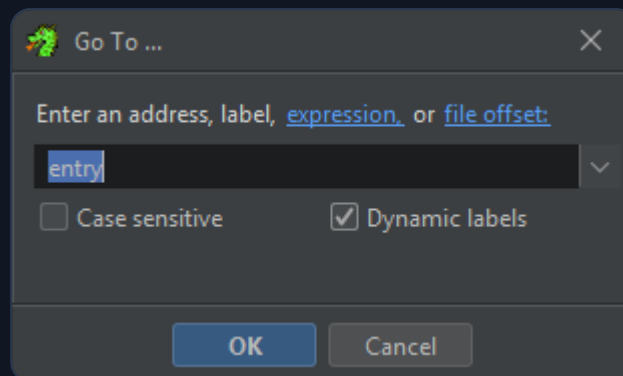 Go To ...
Enter an address, label, expression, or file offset:
entry
Case sensitive Dynamic labels
OK Cancel